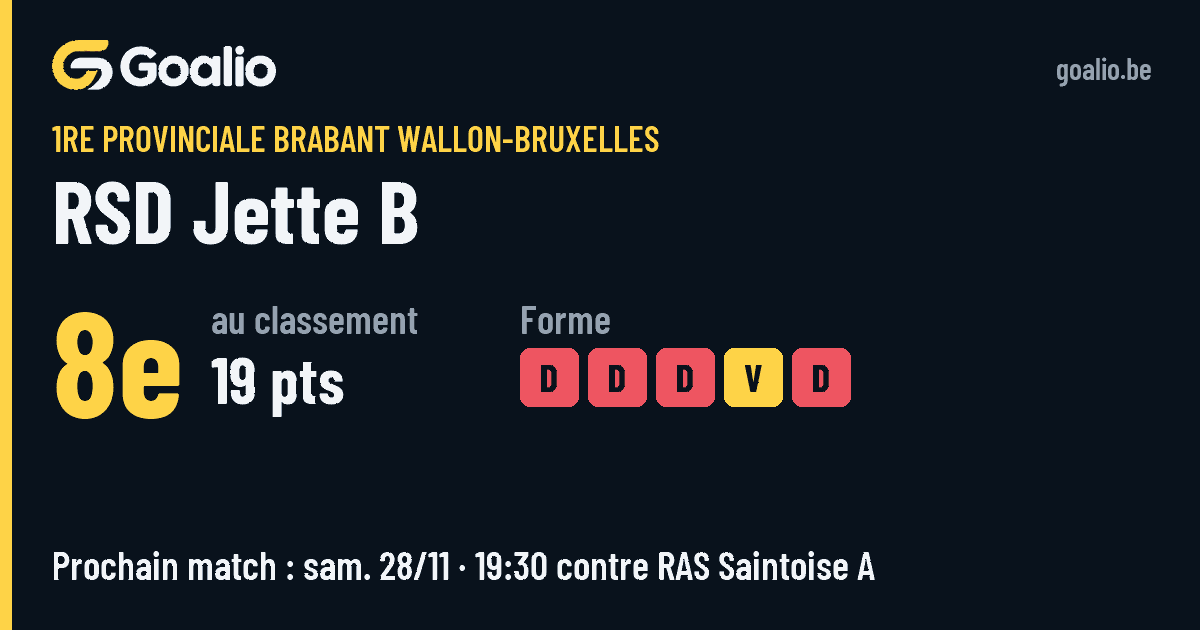 Goalio
goalio.be
1RE PROVINCIALE BRABANT WALLON-BRUXELLES
RSD Jette B
8e
au classement
19 pts
Forme
D D D V D
Prochain match : sam. 28/11 · 19:30 contre RAS Saintoise A